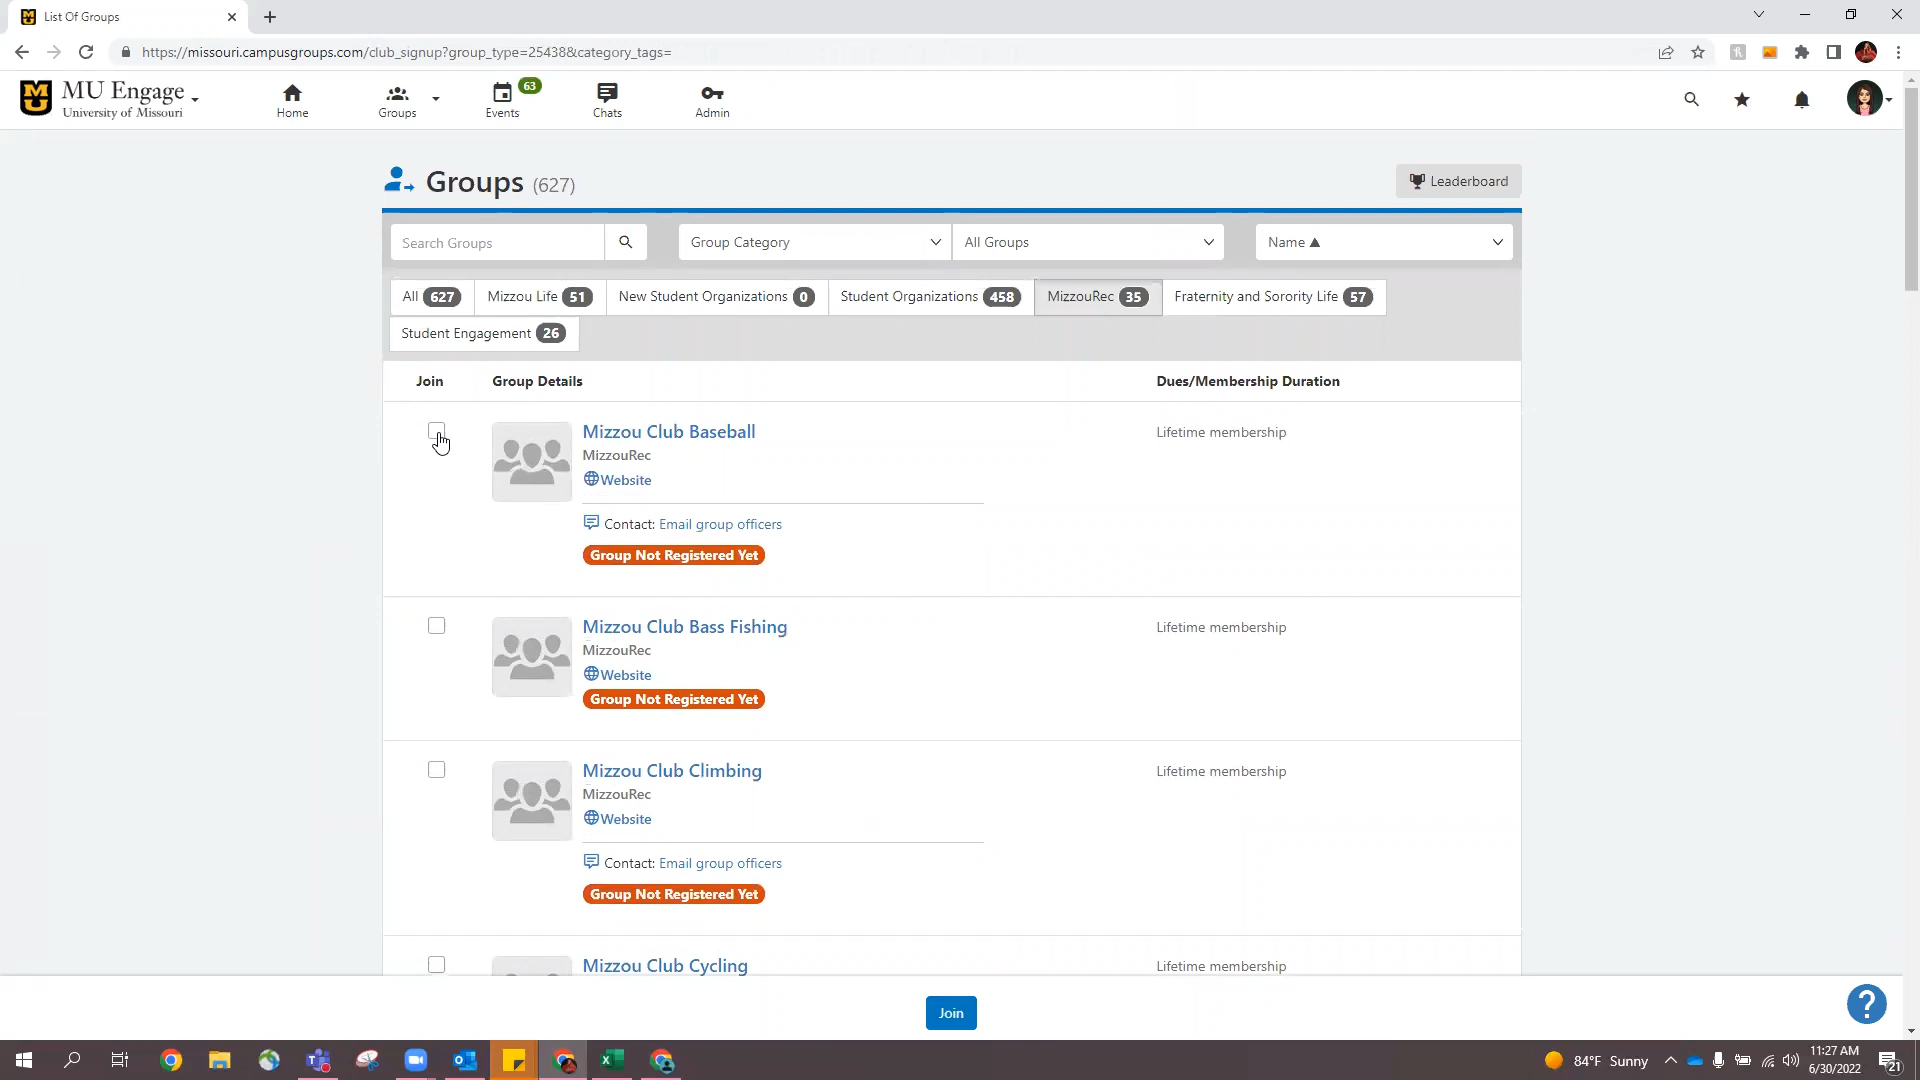 List Of Groups
https://missouri.campusgroups.com/club_signup?group_type=25438&category_tags=
MU Engage
University of Missouri
Home
Groups
Events
63
Chats
Admin
Groups (627)
Leaderboard
Search Groups
Group Category
All Groups
Name ▲
All 627
Mizzou Life 51
New Student Organizations 0
Student Organizations 458
MizzouRec 35
Fraternity and Sorority Life 57
Student Engagement 26
Join Group Details Dues/Membership Duration
Mizzou Club Baseball Lifetime membership
MizzouRec
Website
Contact: Email group officers
Group Not Registered Yet
Mizzou Club Bass Fishing Lifetime membership
MizzouRec
Website
Group Not Registered Yet
Mizzou Club Climbing Lifetime membership
MizzouRec
Website
Contact: Email group officers
Group Not Registered Yet
Mizzou Club Cycling Lifetime membership
Join
?
84°F Sunny
11:27 AM
6/30/2022
21